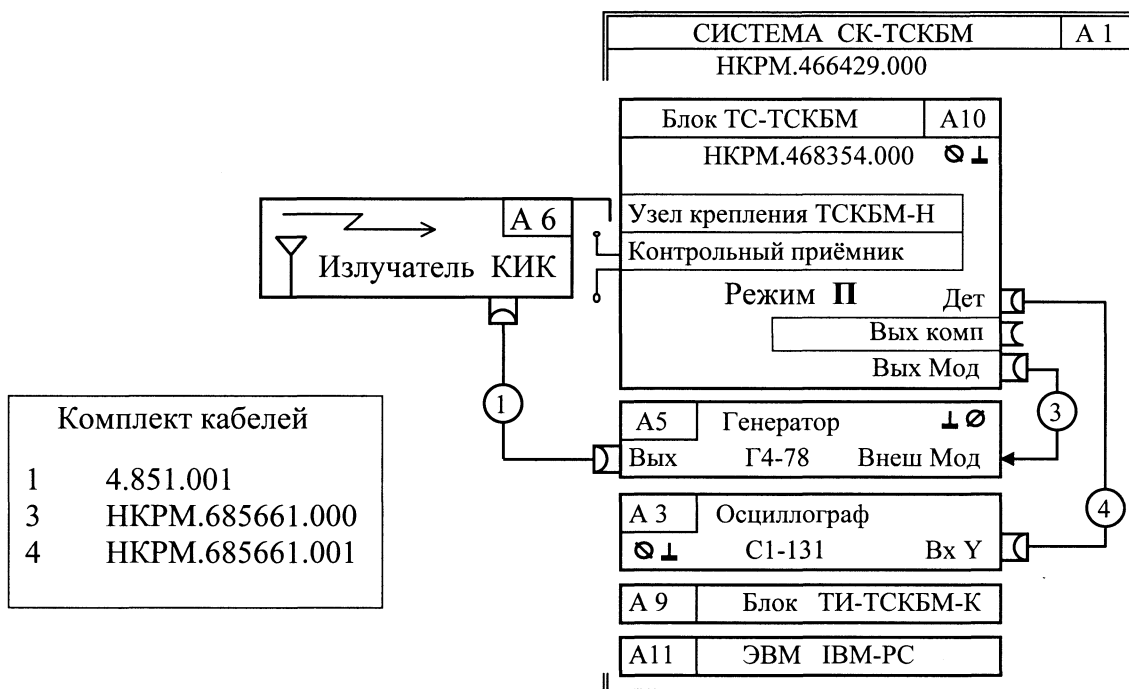 СИСТЕМА СК-ТСКБМ А 1
НКРМ.466429.000
Блок ТС-ТСКБМ А10
НКРМ.468354.000
Узел крепления ТСКБМ-Н
Контрольный приёмник
Режим П
Дет
Вых комп
Вых Мод
А 6
Излучатель КИК
1
3
4
А5 Генератор
Вых Г4-78 Внеш Мод
А 3 Осциллограф
С1-131 Вх Y
А 9 Блок ТИ-ТСКБМ-К
А11 ЭВМ IBM-PC
Комплект кабелей
1 4.851.001
3 НКРМ.685661.000
4 НКРМ.685661.001